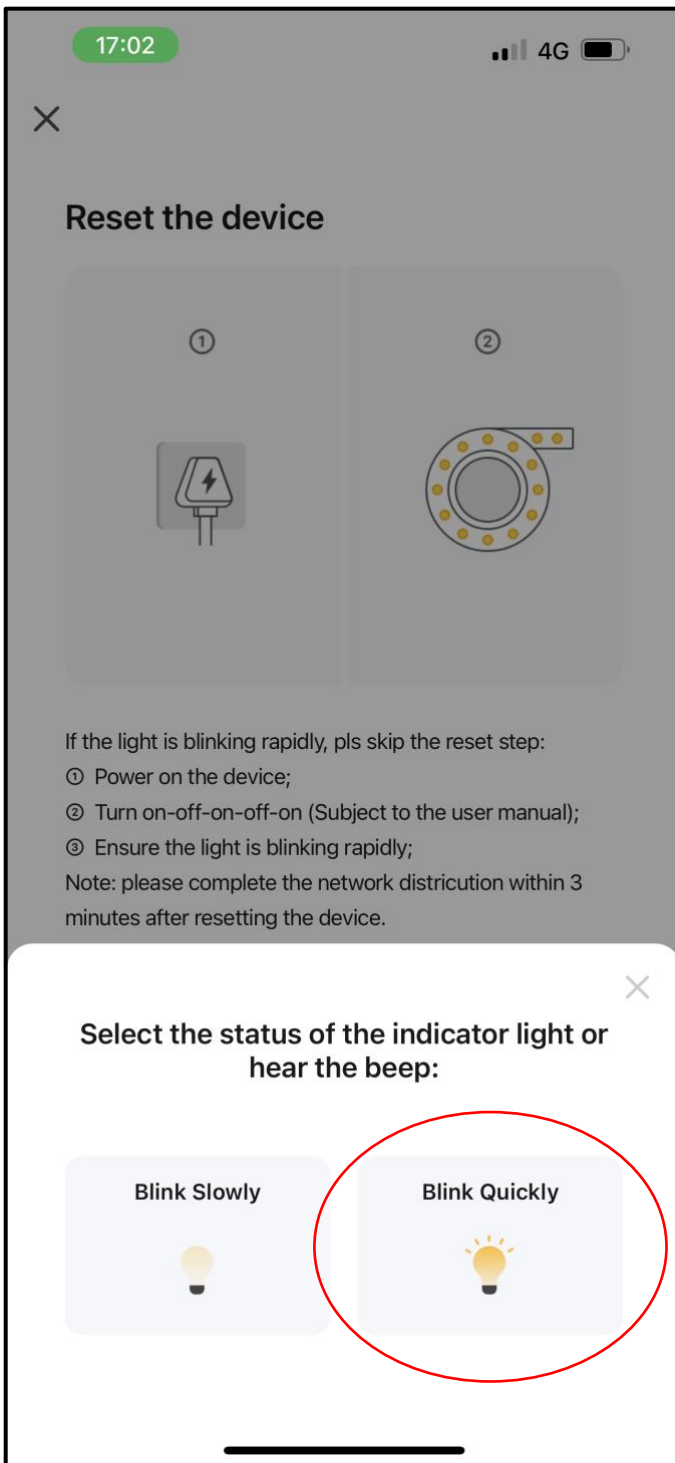 17:02
4G
Reset the device
①
②
If the light is blinking rapidly, pls skip the reset step:
① Power on the device;
② Turn on-off-on-off-on (Subject to the user manual);
③ Ensure the light is blinking rapidly;
Note: please complete the network districution within 3
minutes after resetting the device.
Select the status of the indicator light or
hear the beep:
Blink Slowly
Blink Quickly